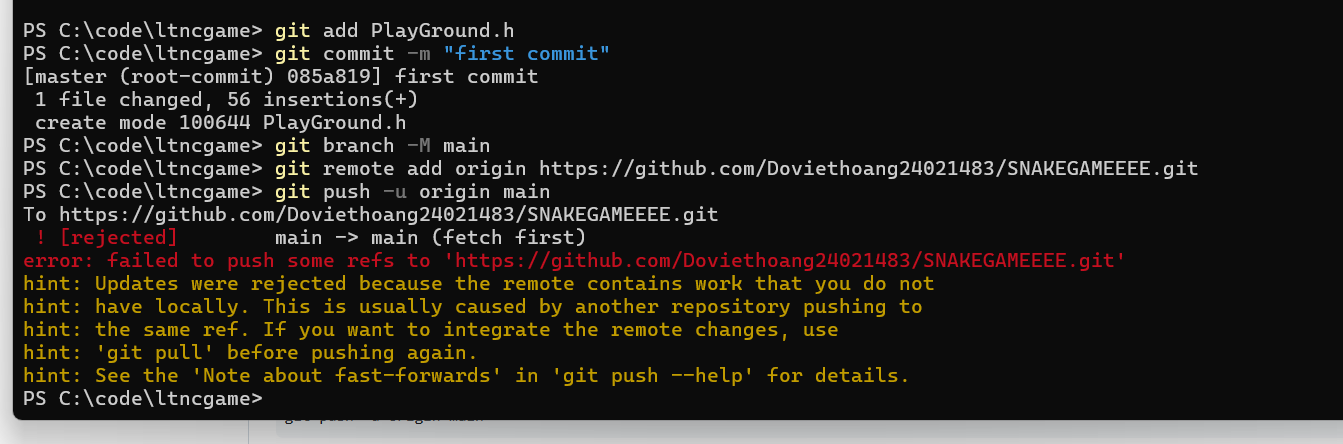 PS C:\code\ltncgame> git add PlayGround.h
PS C:\code\ltncgame> git commit -m "first commit"
[master (root-commit) 085a819] first commit
 1 file changed, 56 insertions(+)
 create mode 100644 PlayGround.h
PS C:\code\ltncgame> git branch -M main
PS C:\code\ltncgame> git remote add origin https://github.com/Doviethoang24021483/SNAKEGAMEEEE.git
PS C:\code\ltncgame> git push -u origin main
To https://github.com/Doviethoang24021483/SNAKEGAMEEEE.git
 ! [rejected]        main -> main (fetch first)
error: failed to push some refs to 'https://github.com/Doviethoang24021483/SNAKEGAMEEEE.git'
hint: Updates were rejected because the remote contains work that you do not
hint: have locally. This is usually caused by another repository pushing to
hint: the same ref. If you want to integrate the remote changes, use
hint: 'git pull' before pushing again.
hint: See the 'Note about fast-forwards' in 'git push --help' for details.
PS C:\code\ltncgame>